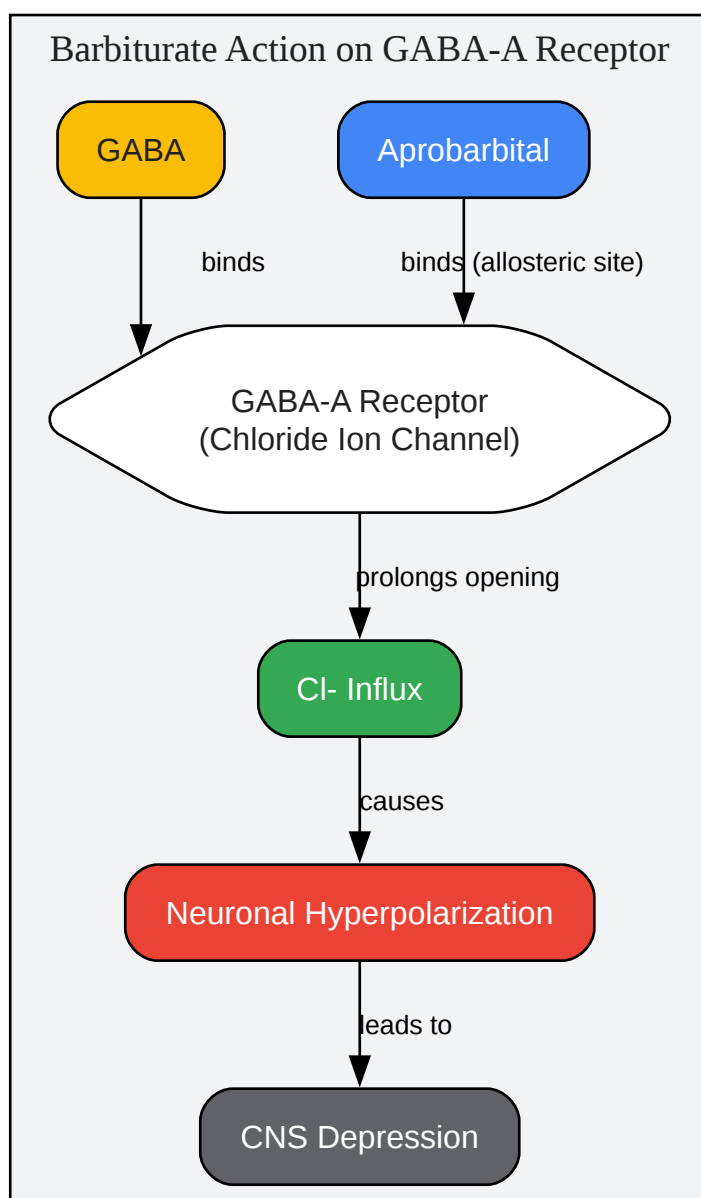 Barbiturate Action on GABA-A Receptor
GABA
Aprobarbital
binds
binds (allosteric site)
GABA-A Receptor
(Chloride Ion Channel)
prolongs opening
Cl- Influx
causes
Neuronal Hyperpolarization
leads to
CNS Depression